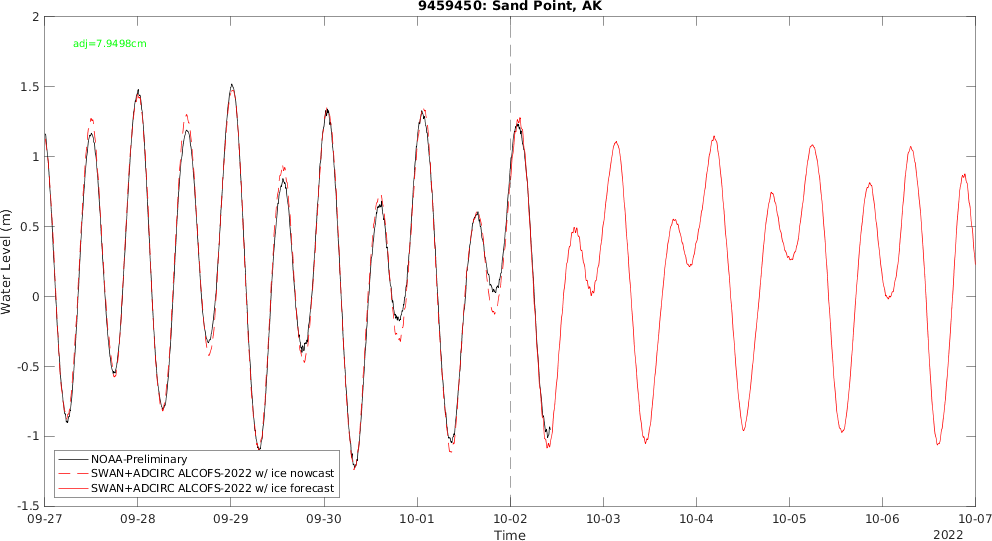 9459450: Sand Point, AK
adj=7.9498cm
2
1.5
1
0.5
0
-0.5
-1
-1.5
Water Level (m)
NOAA-Preliminary
SWAN+ADCIRC ALCOFS-2022 w/ ice nowcast
SWAN+ADCIRC ALCOFS-2022 w/ ice forecast
09-27 09-28 09-29 09-30 10-01 10-02 10-03 10-04 10-05 10-06 10-07
Time
2022